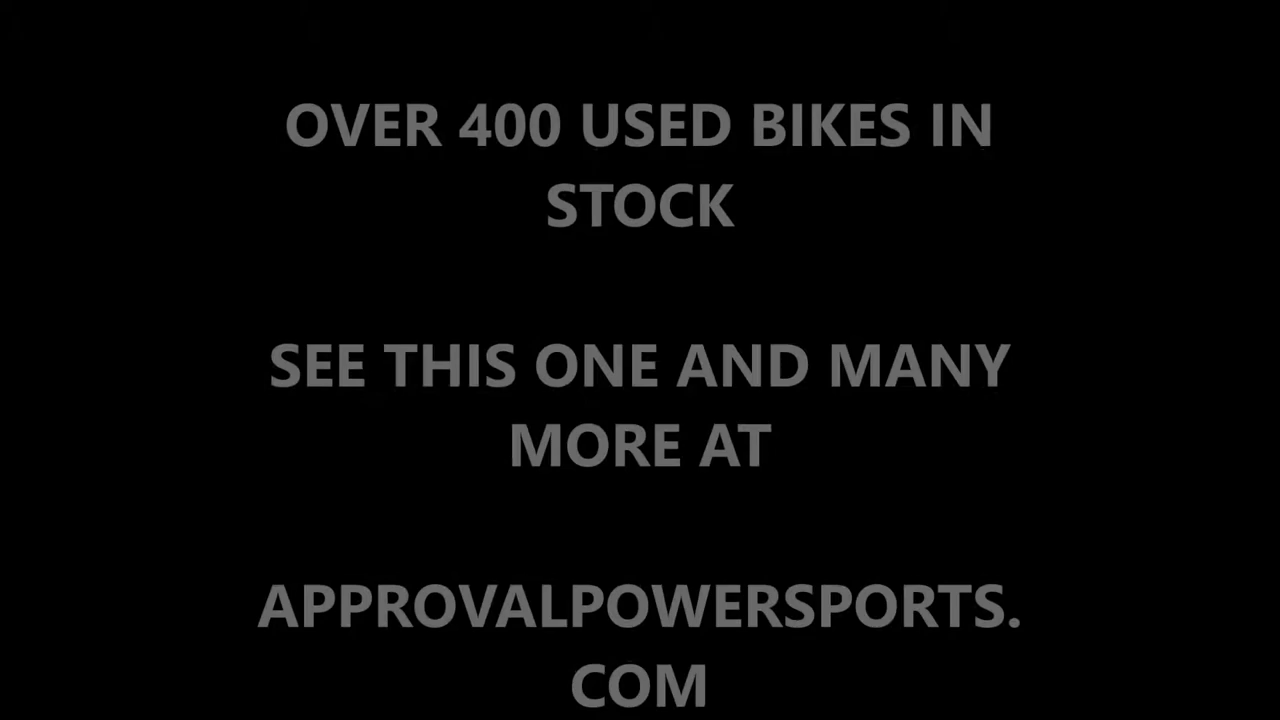 OVER 400 USED BIKES IN
STOCK
SEE THIS ONE AND MANY
MORE AT
APPROVALPOWERSPORTS.
COM